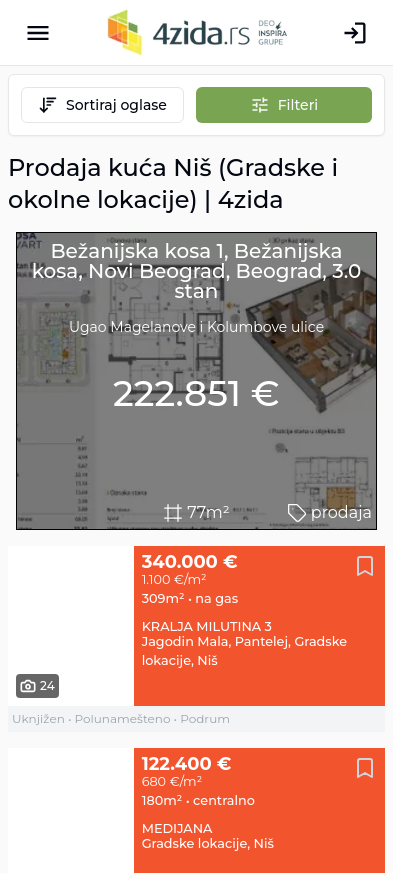 4zida.rs
DEO
INSPIRA
GRUPE
Sortiraj oglase
Filteri
Prodaja kuća Niš (Gradske i
okolne lokacije) | 4zida
Bežanijska kosa 1, Bežanijska
kosa, Novi Beograd, Beograd, 3.0
stan
Ugao Magelanove i Kolumbove ulice
222.851 €
77m²
prodaja
340.000 €
1.100 €/m²
309m² • na gas
KRALJA MILUTINA 3
Jagodin Mala, Pantelej, Gradske
lokacije, Niš
24
Uknjižen • Polunamešteno • Podrum
122.400 €
680 €/m²
180m² • centralno
MEDIJANA
Gradske lokacije, Niš